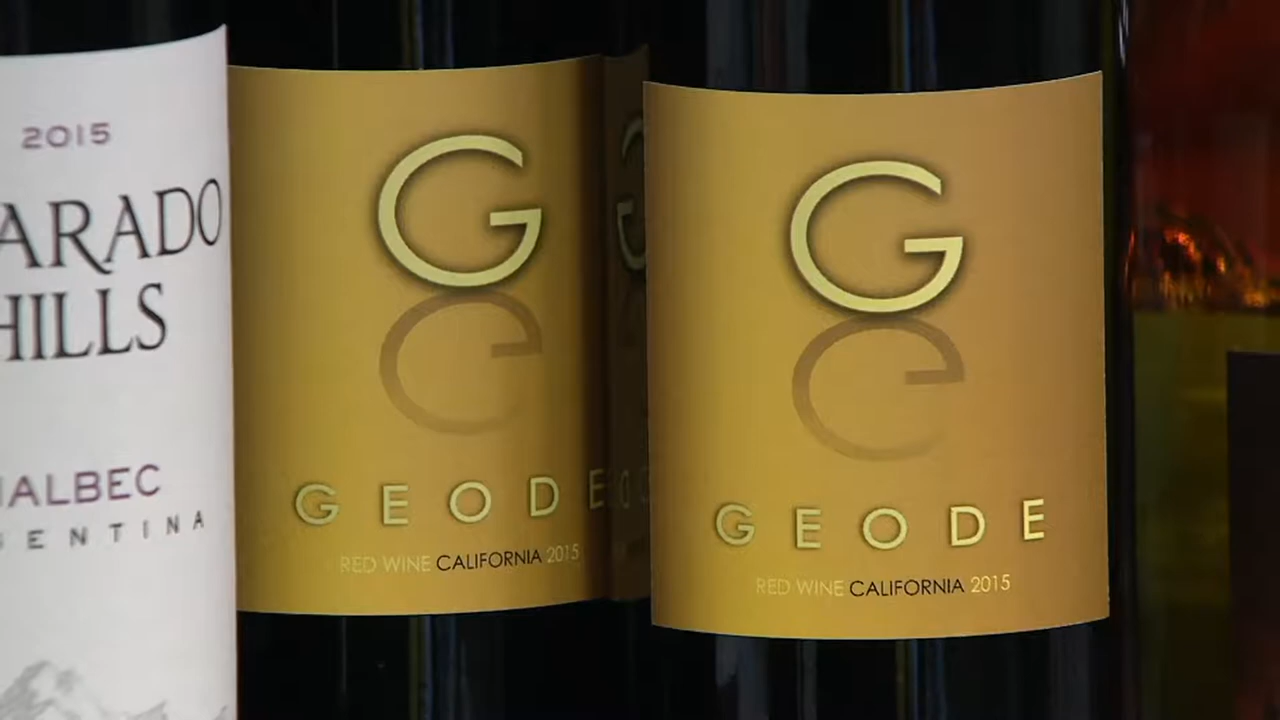 2015
ARADO
HILLS
ALBEC
ENTINA
G
GEODE
RED WINE CALIFORNIA 2015
G
GEODE
RED WINE CALIFORNIA 2015